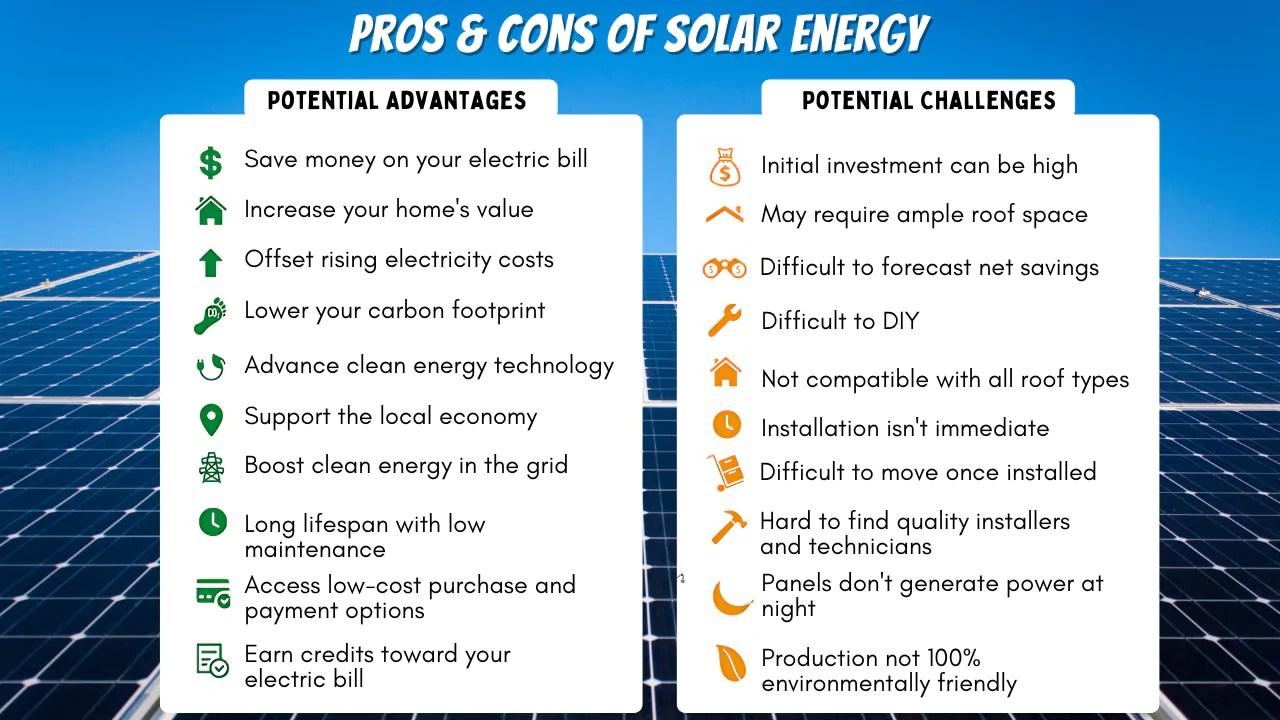 PROS & CONS OF SOLAR ENERGY
POTENTIAL ADVANTAGES
Save money on your electric bill
Increase your home's value
Offset rising electricity costs
Lower your carbon footprint
Advance clean energy technology
Support the local economy
Boost clean energy in the grid
Long lifespan with low
maintenance
Access low-cost purchase and
payment options
Earn credits toward your
electric bill
POTENTIAL CHALLENGES
Initial investment can be high
May require ample roof space
Difficult to forecast net savings
Difficult to DIY
Not compatible with all roof types
Installation isn't immediate
Difficult to move once installed
Hard to find quality installers
and technicians
Panels don't generate power at
night
Production not 100%
environmentally friendly